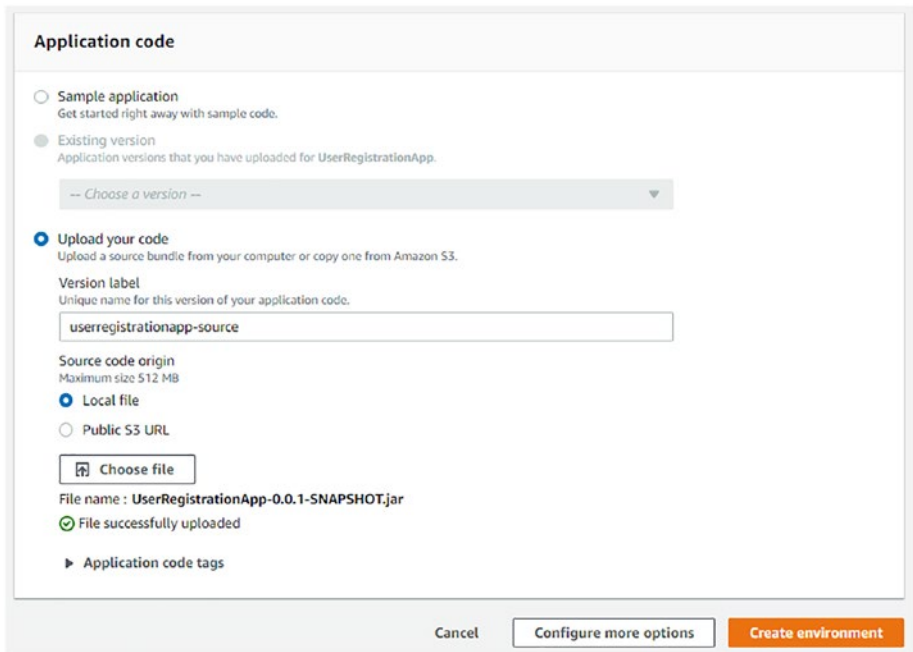 Application code
Sample application
Get started right away with sample code.
Existing version
Application versions that you have uploaded for UserRegistrationApp.
-- Choose a version --
Upload your code
Upload a source bundle from your computer or copy one from Amazon S3.
Version label
Unique name for this version of your application code.
userregistrationapp-source
Source code origin
Maximum size 512 MB
Local file
Public S3 URL
Choose file
File name : UserRegistrationApp-0.0.1-SNAPSHOT.jar
File successfully uploaded
Application code tags
Cancel Configure more options Create environment